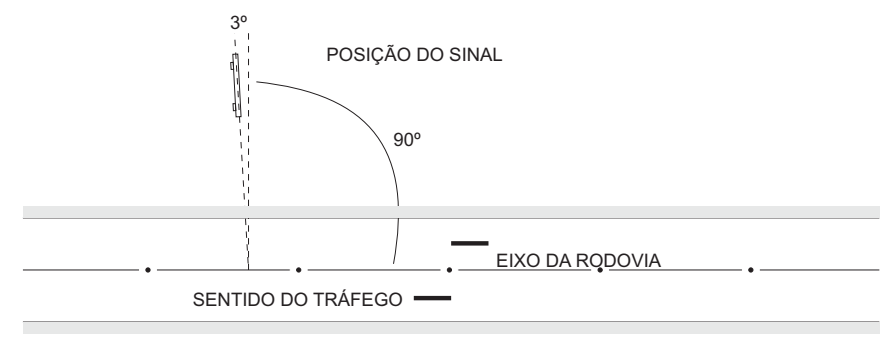 3º
POSIÇÃO DO SINAL
90º
EIXO DA RODOVIA
SENTIDO DO TRÁFEGO